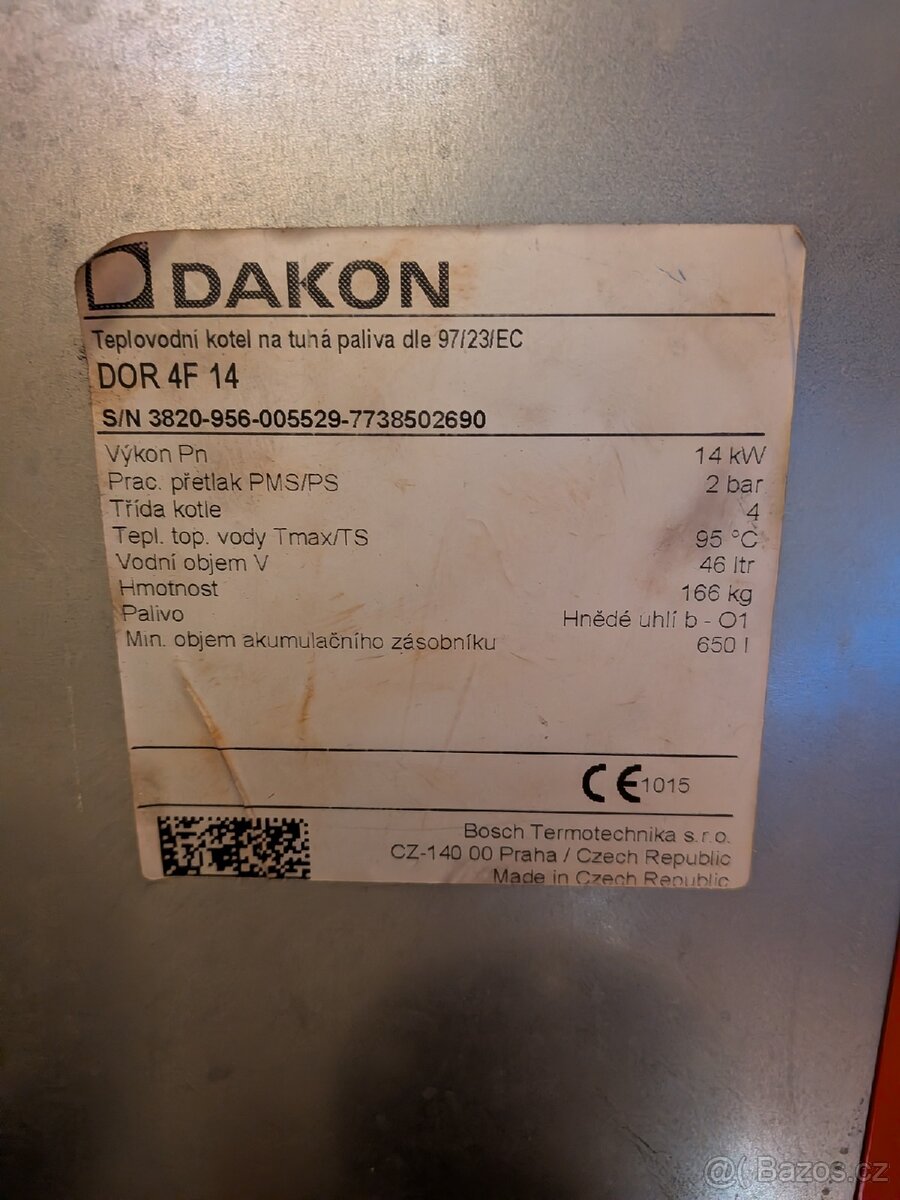 DAKON
Teplovodní kotel na tuhá paliva dle 97/23/EC
DOR 4F 14
S/N 3820-956-005529-7738502690
Výkon Pn 14 kW
Prac. přetlak PMS/PS 2 bar
Třída kotle 4
Tepl. top. vody Tmax/TS 95 °C
Vodní objem V 46 ltr
Hmotnost 166 kg
Palivo Hnědé uhlí b - O1
Min. objem akumulačního zásobníku 650 l
CE 1015
Bosch Termotechnika s.r.o.
CZ-140 00 Praha / Czech Republic
Made in Czech Republic
@( Bazos.cz